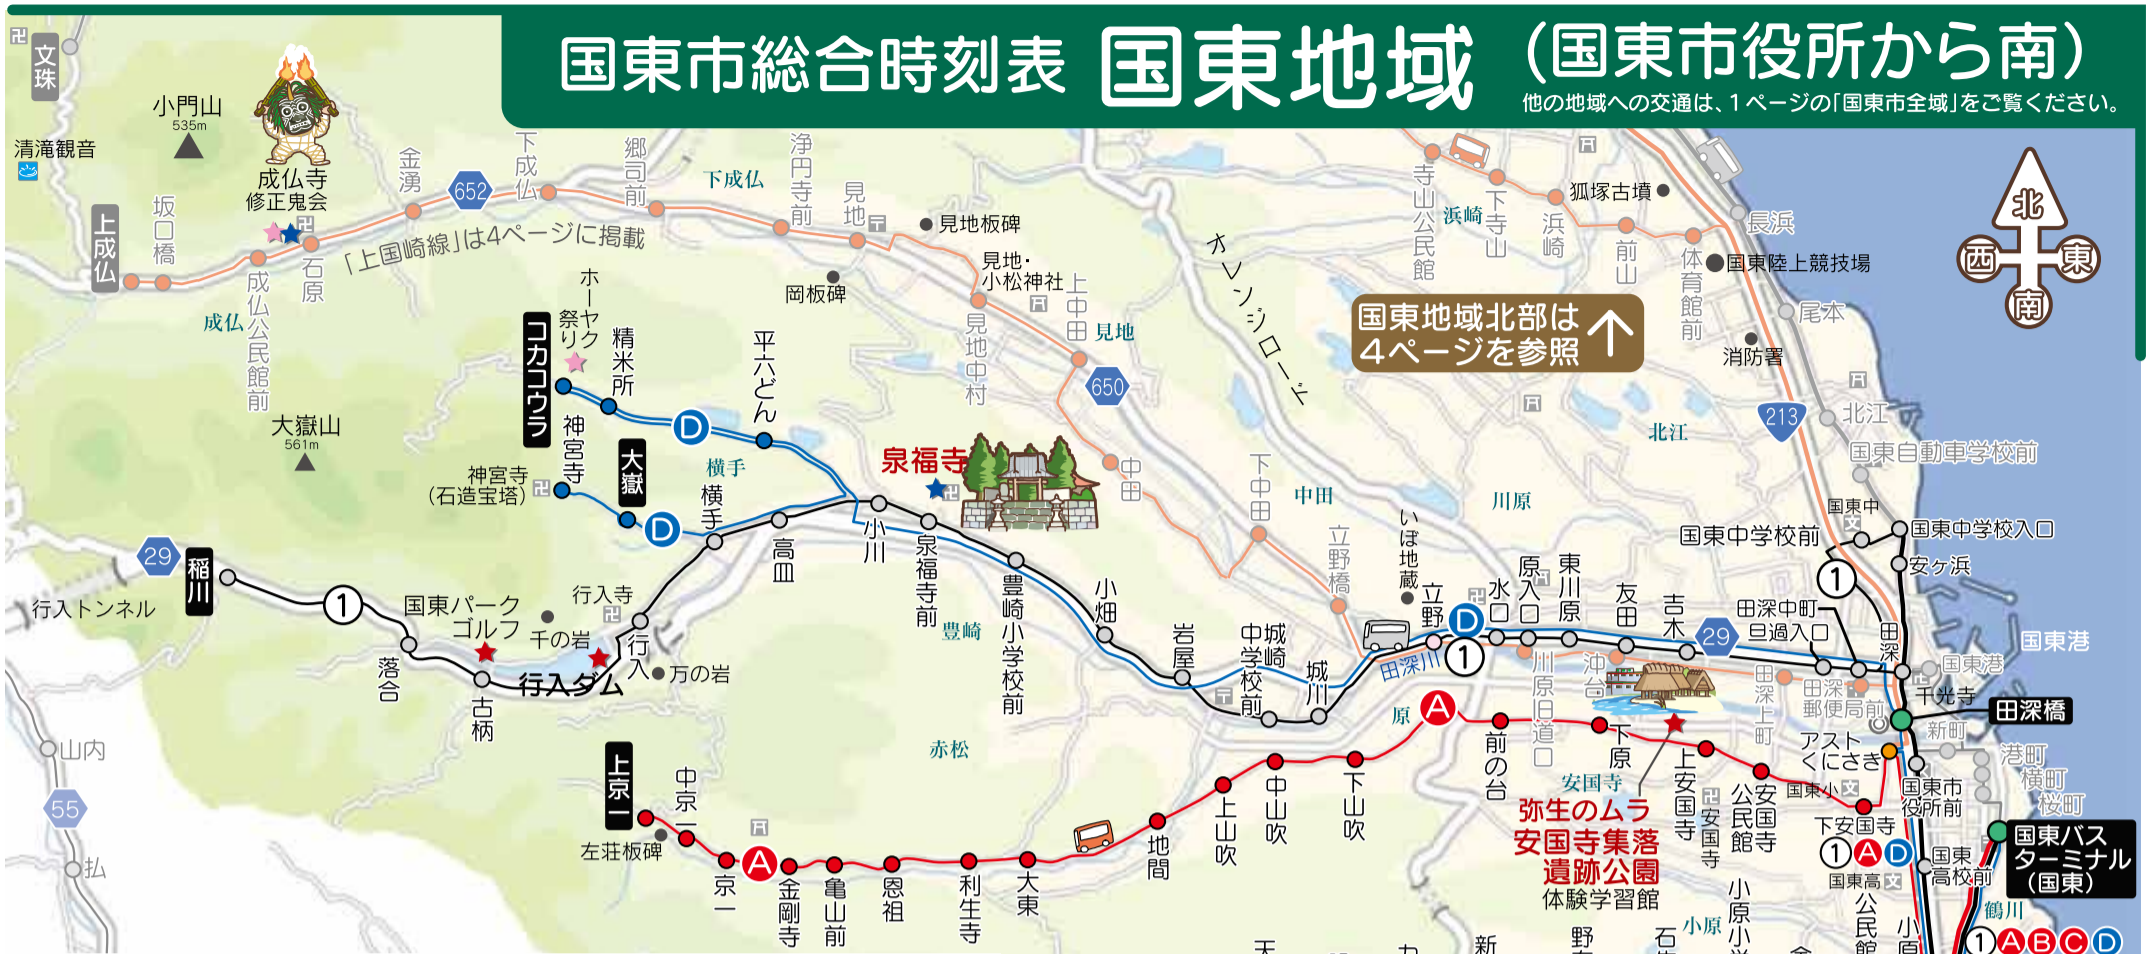 国東市総合時刻表 国東地域 (国東市役所から南)
他の地域への交通は、1ページの「国東市全域」をご覧ください。
文珠
小門山
535m
清滝観音
成仏寺
修正鬼会
上成仏
坂口橋
成仏公民館前
石原
金湧
652
下成仏
郷司前
下成仏
浄円寺前
見地
「上国崎線」は4ページに掲載
成仏
見地板碑
岡板碑
見地・
小松神社
見地中村
上中田
見地
650
中田
下中田
中田
立野橋
オレンジロード
寺山公民館
下寺山
浜崎
浜崎
狐塚古墳
前山
体育館前
長浜
国東陸上競技場
尾本
消防署
国東地域北部は
4ページを参照
北
西
東
南
北江
213
北江
国東自動車学校前
国東中
国東中学校前
国東中学校入口
安ヶ浜
川原
ホーヤク
祭り
コカコウラ
精米所
D
平六どん
大嶽山
561m
神宮寺
神宮寺
(石造宝塔)
大嶽
D
横手
横手
高皿
小川
泉福寺
泉福寺前
豊崎小学校前
豊崎
小畑
岩屋
城崎
中学校前
城川
いぼ地蔵
立野
D
1
田深川
水口
原入口
東川原
友田
吉木
29
川原旧道口
沖台
田深中町
旦過入口
田深
1
田深上町
田深
郵便局前
国東港
国東港
千光寺
田深橋
新町
港町
横町
桜町
29
稲川
行入トンネル
1
落合
国東パーク
ゴルフ
古柄
千の岩
行入寺
行入ダム
行入
万の岩
山内
55
払
赤松
上京一
中京一
左荘板碑
京一
A
金剛寺
亀山前
恩祖
利生寺
大東
地間
上山吹
中山吹
下山吹
原
A
前の台
下原
安国寺
弥生のムラ
安国寺集落
遺跡公園
体験学習館
上安国寺
安国寺
安国寺
公民館
国東小
下安国寺
アスト
くにさき
国東市
役所前
1 A D
国東高
国東
高校前
国東バス
ターミナル
(国東)
鶴川
1 A B C D
小原
小原小学
公民館
小原
新
野
石